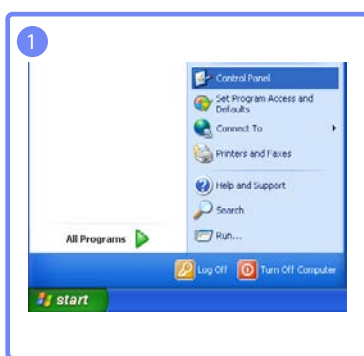 1
Control Panel
Set Program Access and
Defaults
Connect To
Printers and Faxes
Help and Support
Search
Run...
All Programs
Log Off
Turn Off Computer
start